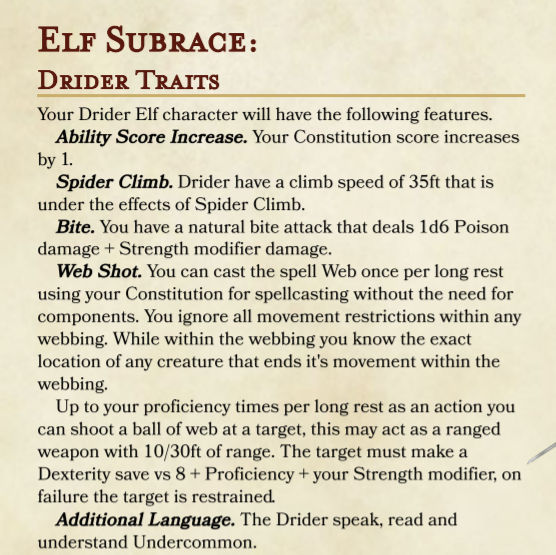 Elf Subrace:
Drider Traits
Your Drider Elf character will have the following features.
Ability Score Increase. Your Constitution score increases
by 1.
Spider Climb. Drider have a climb speed of 35ft that is
under the effects of Spider Climb.
Bite. You have a natural bite attack that deals 1d6 Poison
damage + Strength modifier damage.
Web Shot. You can cast the spell Web once per long rest
using your Constitution for spellcasting without the need for
components. You ignore all movement restrictions within any
webbing. While within the webbing you know the exact
location of any creature that ends it's movement within the
webbing.
Up to your proficiency times per long rest as an action you
can shoot a ball of web at a target, this may act as a ranged
weapon with 10/30ft of range. The target must make a
Dexterity save vs 8 + Proficiency + your Strength modifier, on
failure the target is restrained.
Additional Language. The Drider speak, read and
understand Undercommon.